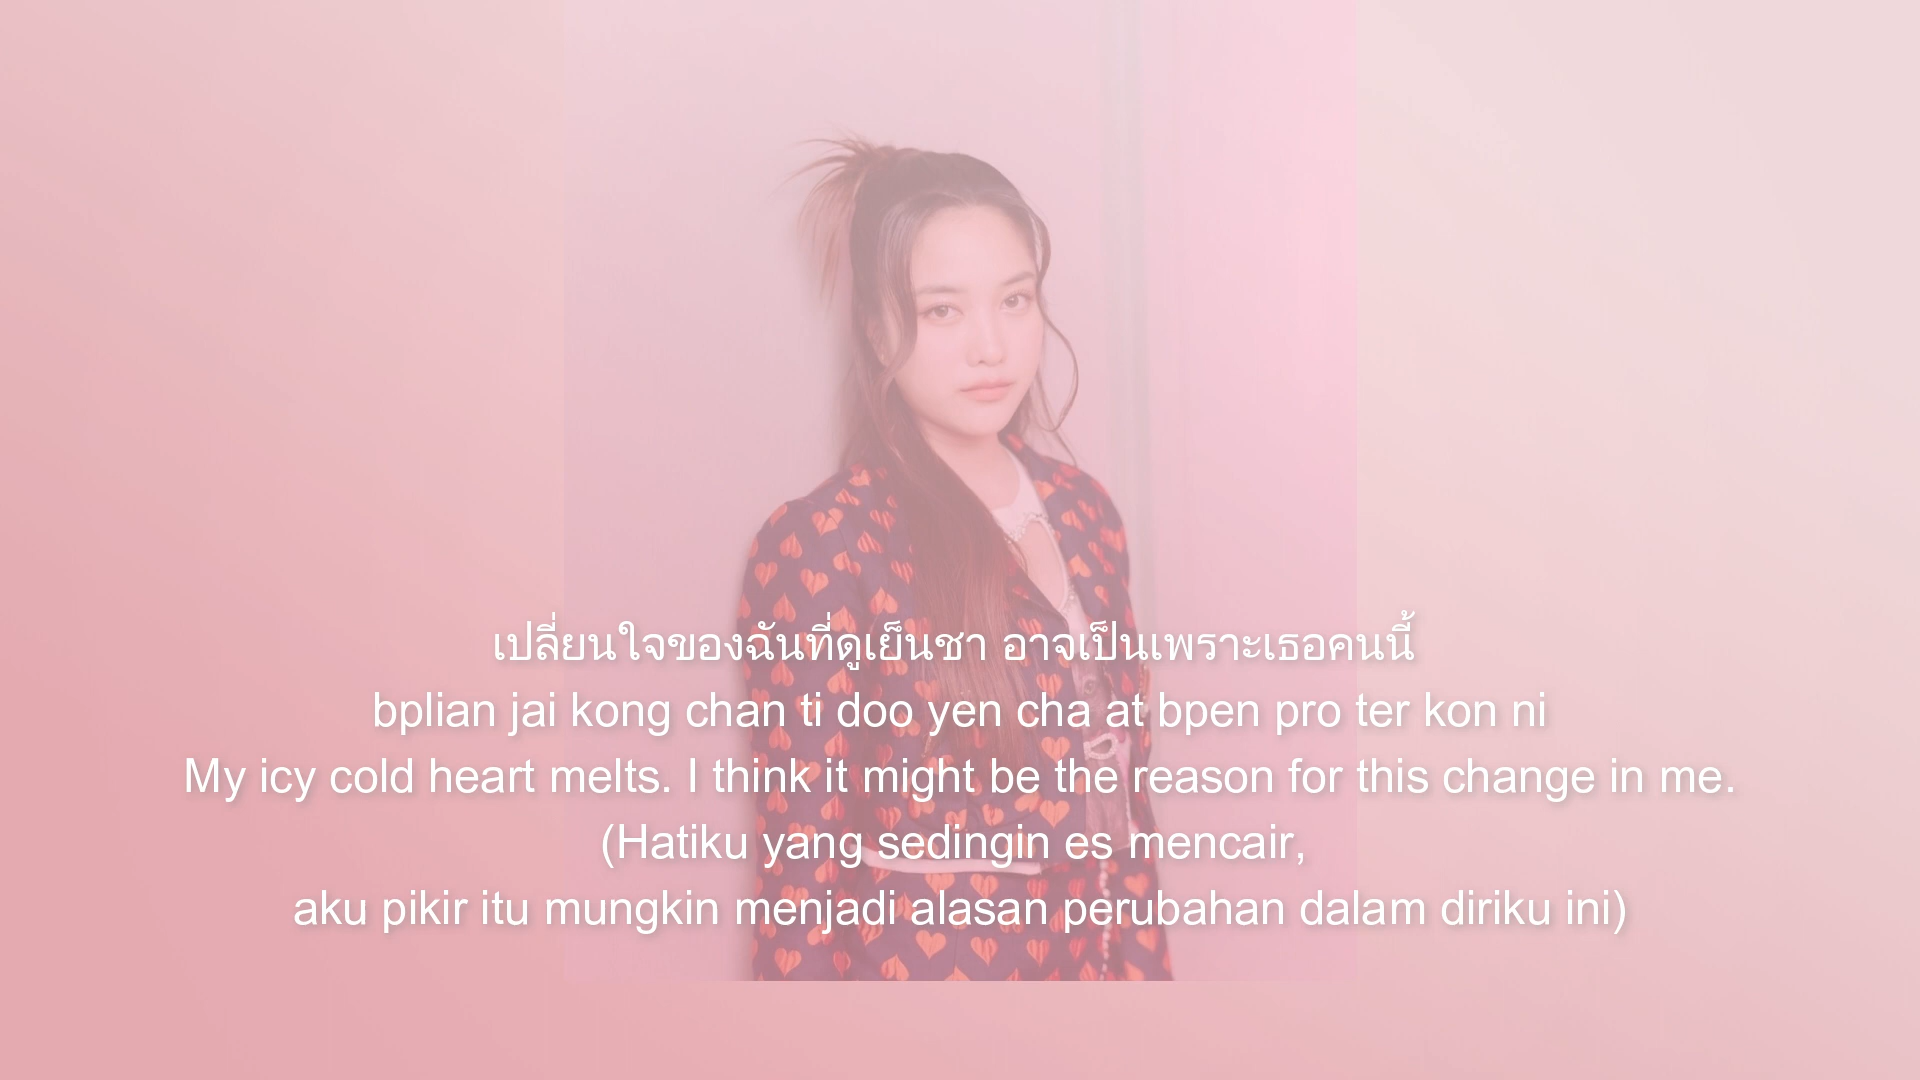 เปลี่ยนใจของฉันที่ดูเย็นชา อาจเป็นเพราะเธอคนนี้
bplian jai kong chan ti doo yen cha at bpen pro ter kon ni
My icy cold heart melts. I think it might be the reason for this change in me.
(Hatiku yang sedingin es mencair,
aku pikir itu mungkin menjadi alasan perubahan dalam diriku ini)